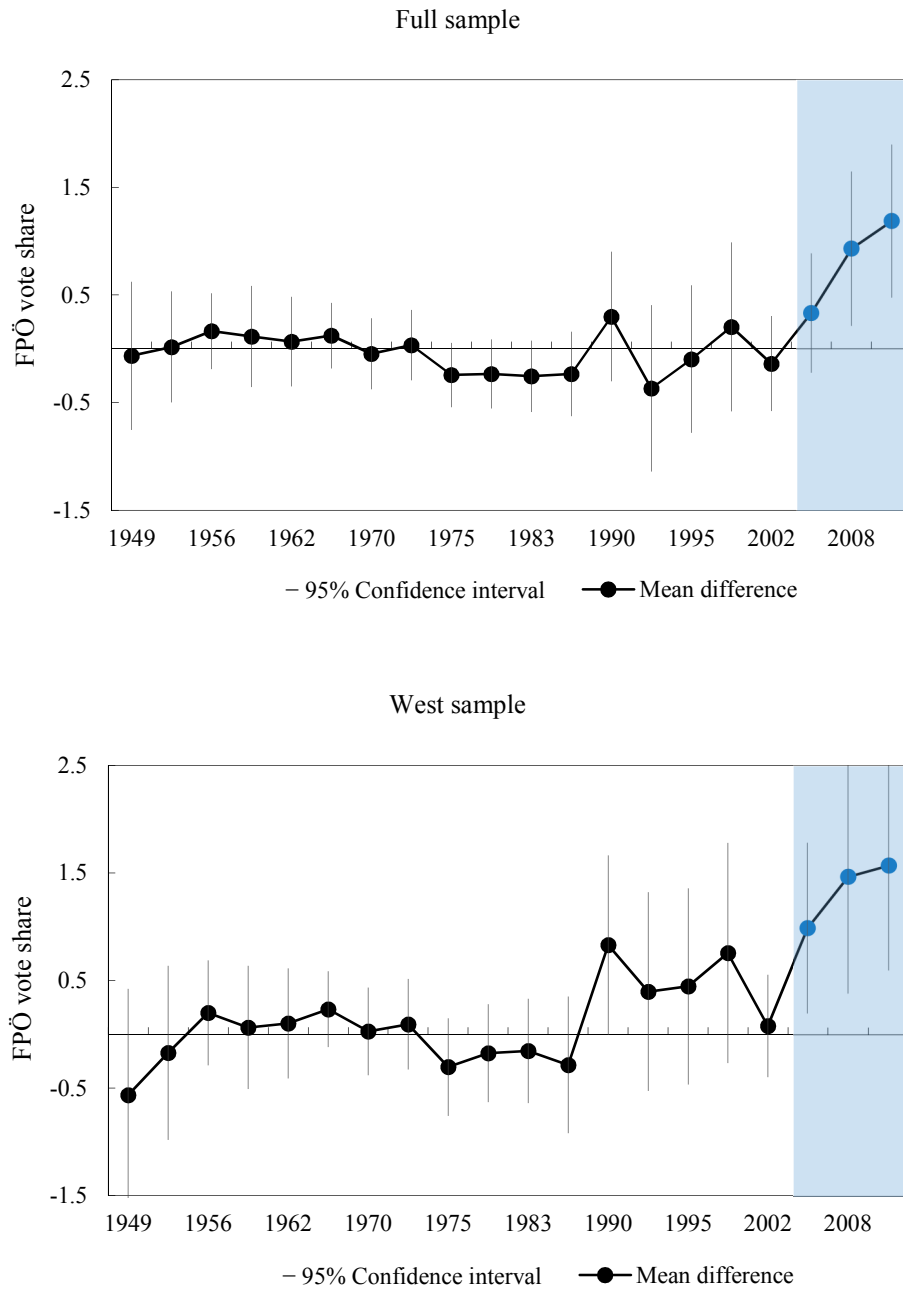 Full sample
2.5
1.5
0.5
-0.5
-1.5
FPÖ vote share
1949 1956 1962 1970 1975 1983 1990 1995 2002 2008
– 95% Confidence interval Mean difference
West sample
2.5
1.5
0.5
-0.5
-1.5
FPÖ vote share
1949 1956 1962 1970 1975 1983 1990 1995 2002 2008
– 95% Confidence interval Mean difference